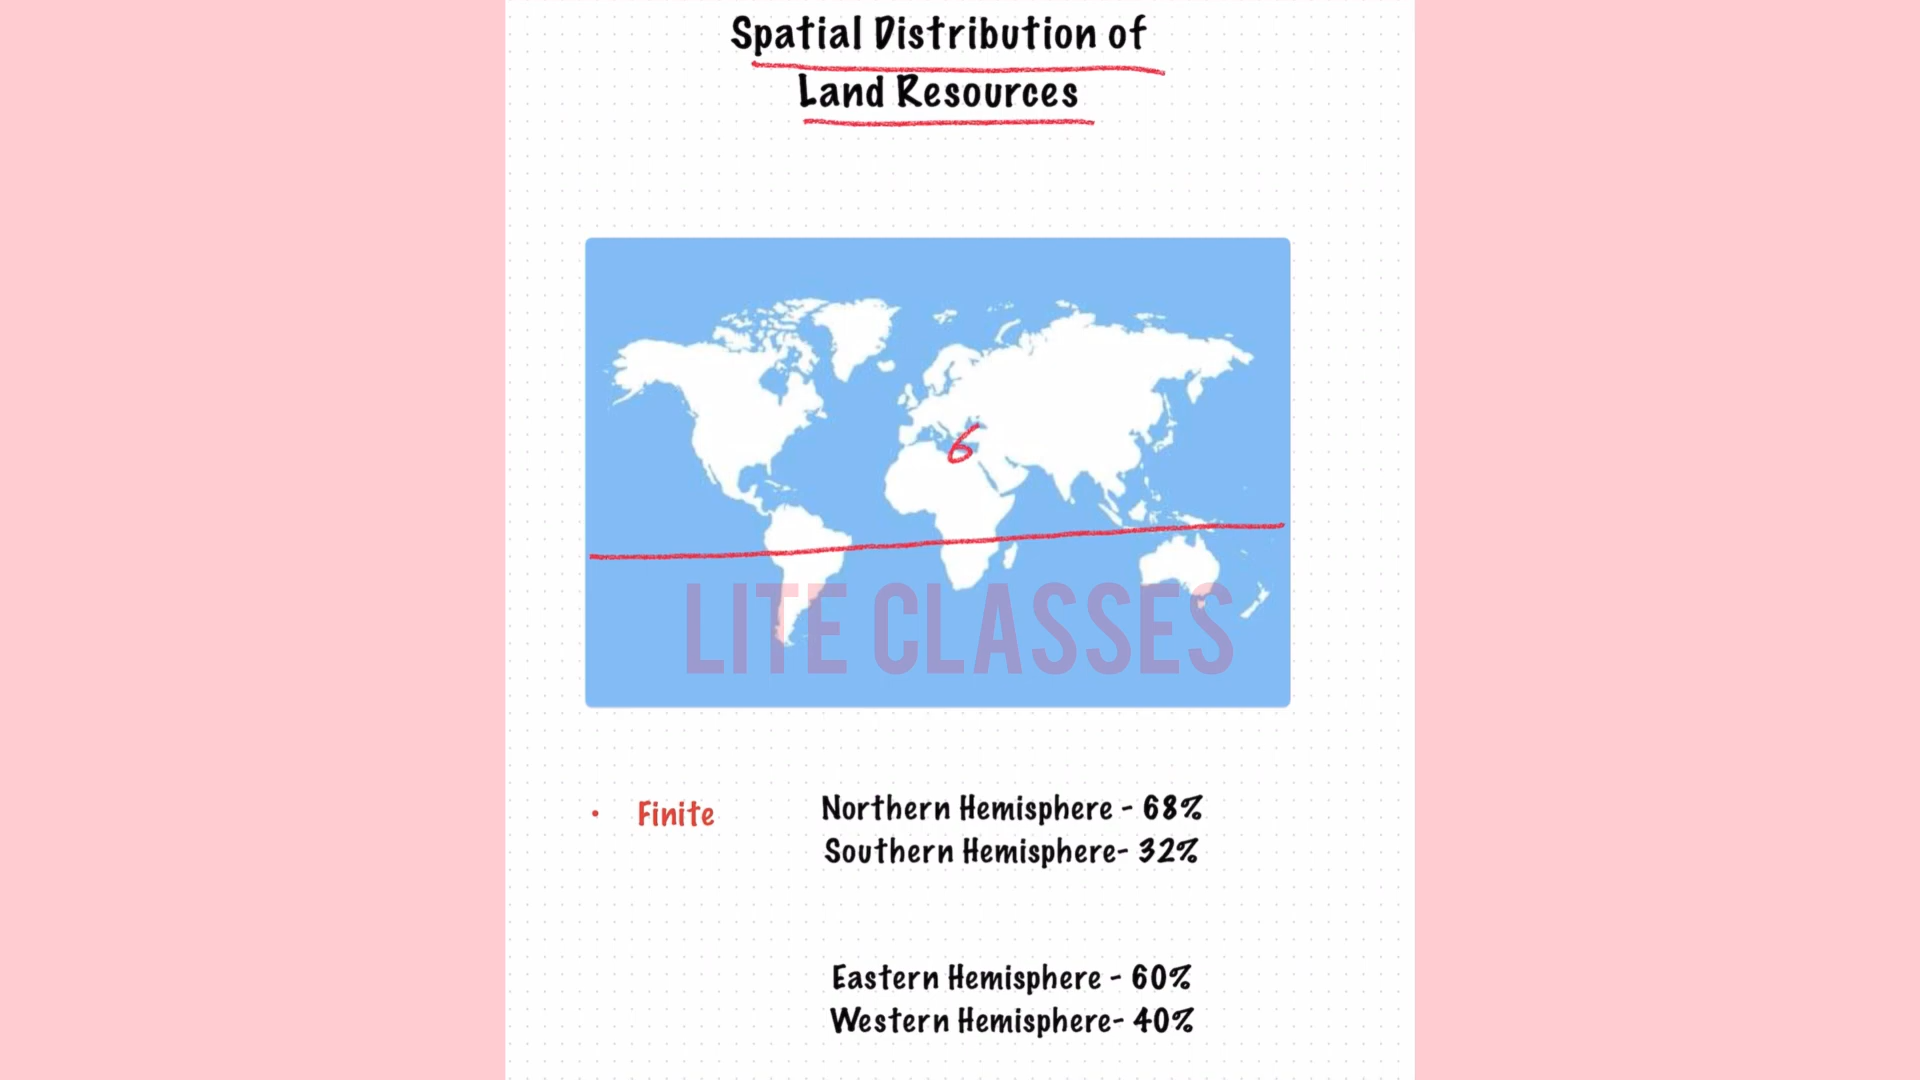 Spatial Distribution of
Land Resources
6
LITE CLASSES
• Finite
Northern Hemisphere - 68%
Southern Hemisphere- 32%
Eastern Hemisphere - 60%
Western Hemisphere- 40%